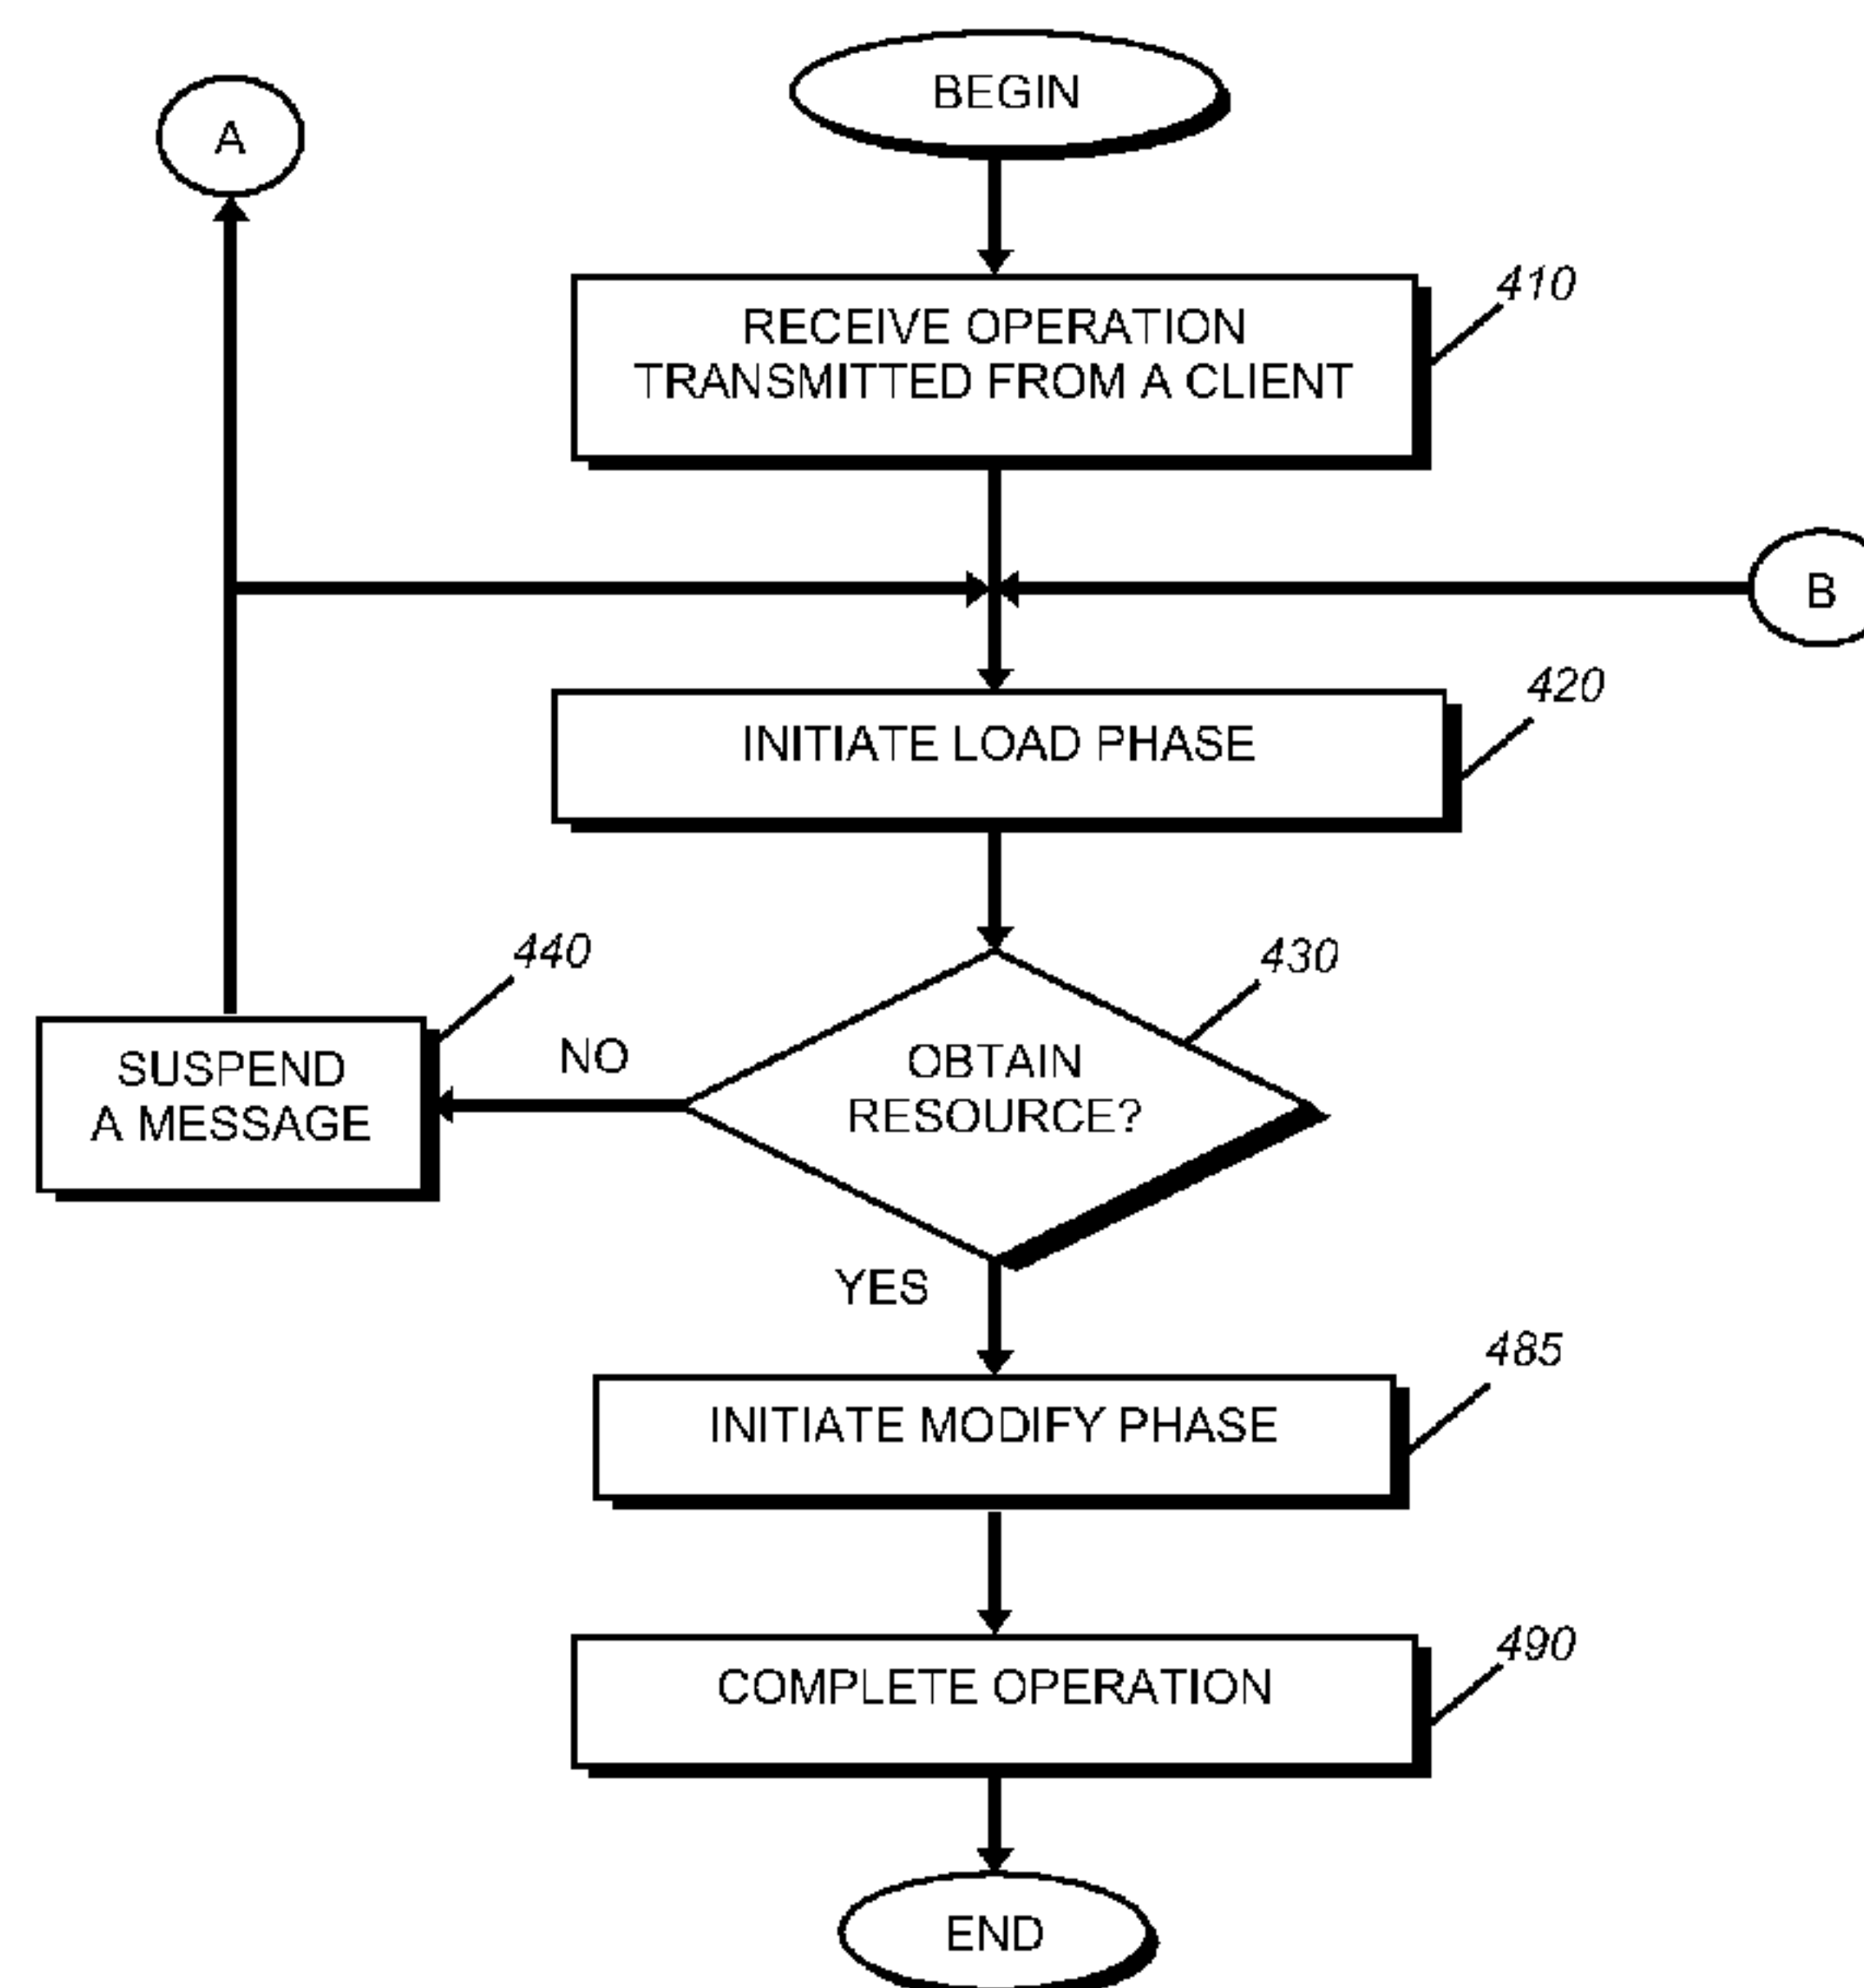 BEGIN
A
410
RECEIVE OPERATION
TRANSMITTED FROM A CLIENT
B
420
INITIATE LOAD PHASE
440
430
NO
SUSPEND
A MESSAGE
OBTAIN
RESOURCE?
YES
485
INITIATE MODIFY PHASE
490
COMPLETE OPERATION
END